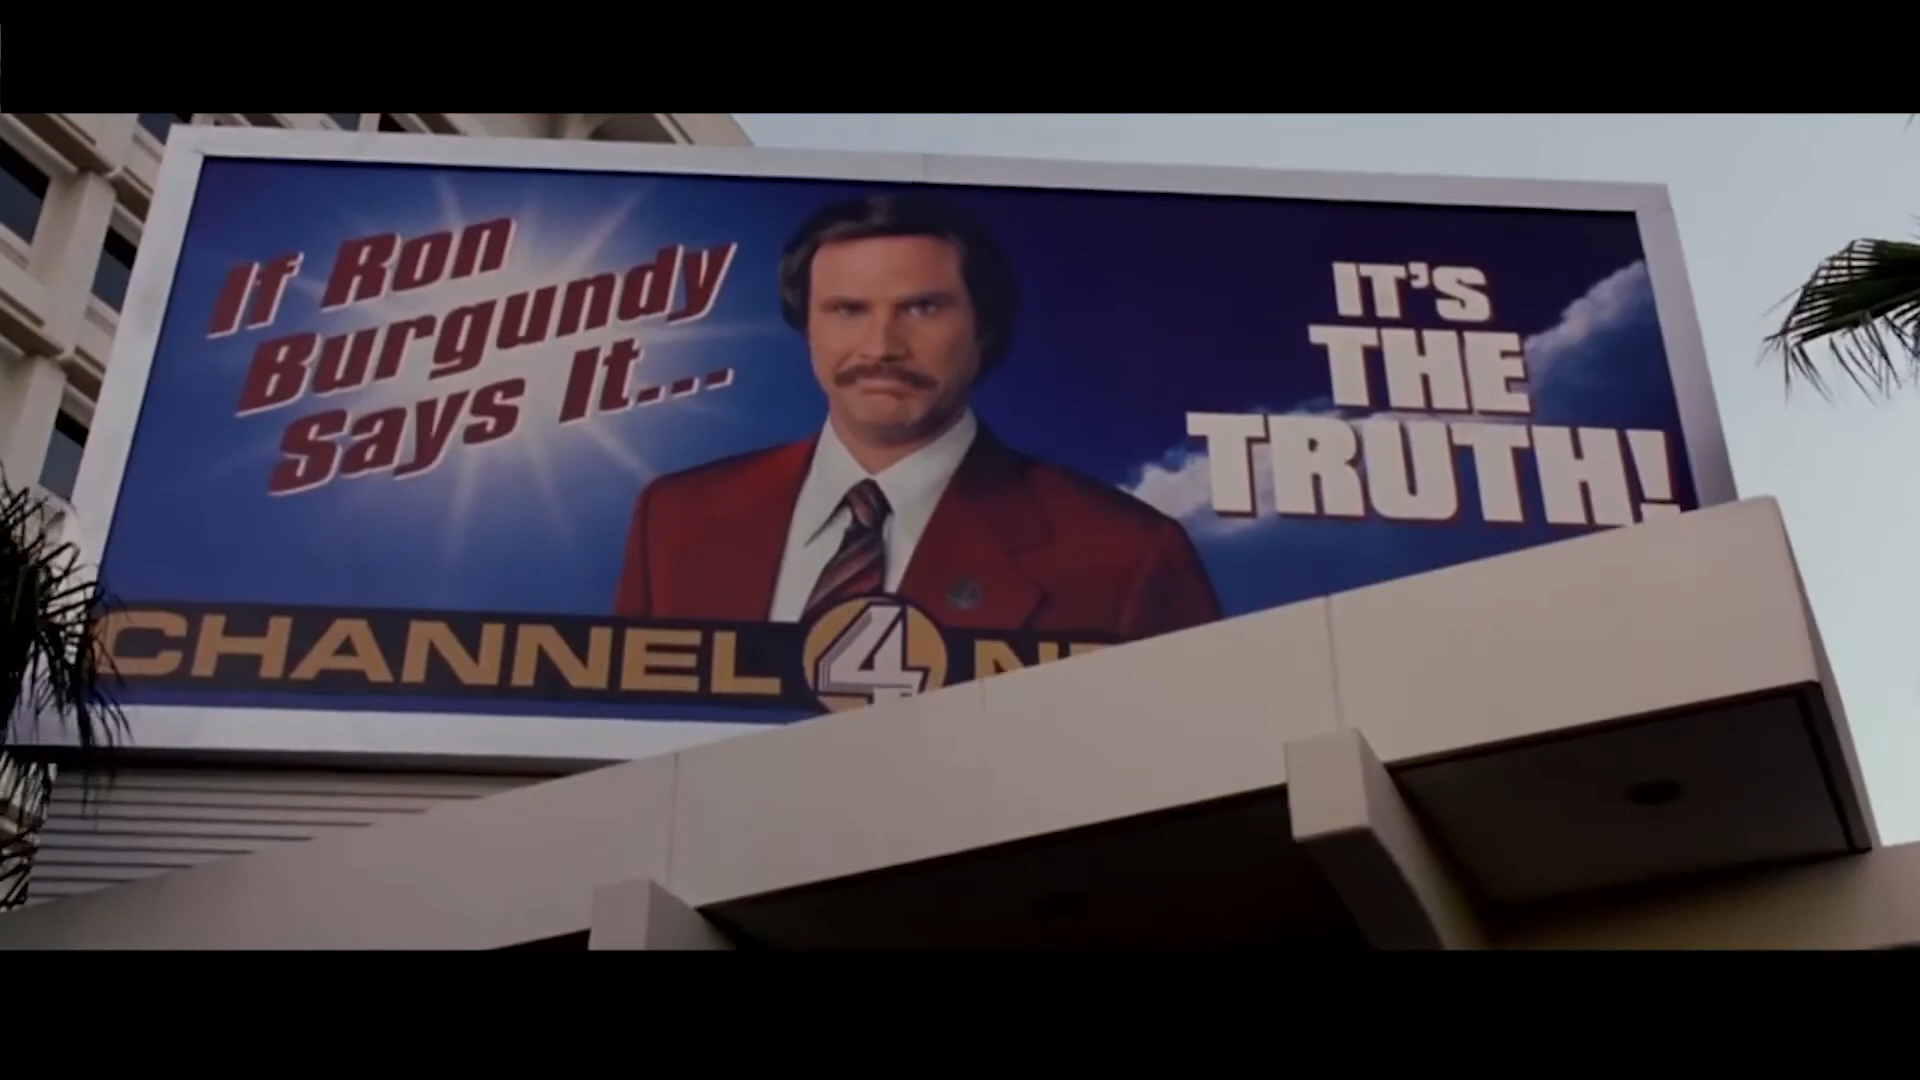 If Ron
Burgundy
Says It...
IT'S
THE
TRUTH!
CHANNEL 4